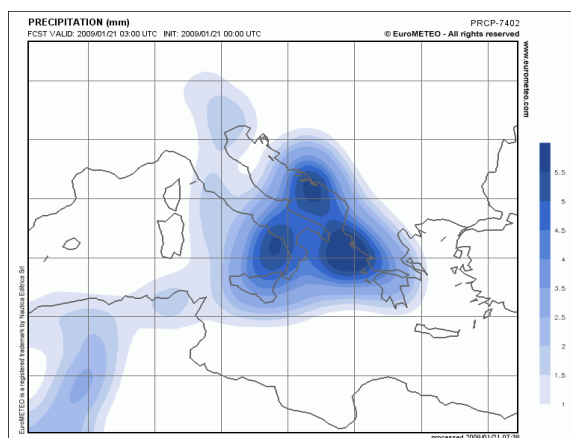 PRECIPITATION (mm)
PRCP-7402
FCST VALID: 2009/01/21 03:00 UTC INIT: 2009/01/21 00:00 UTC
© EuroMETEO - All rights reserved
www.eurometeo.com
5.5
5
4.5
4
3.5
3
2.5
2
1.5
1
EuroMETEO is a registered trademark by Nautica Editrice Srl
processed 2009/01/21 07:38